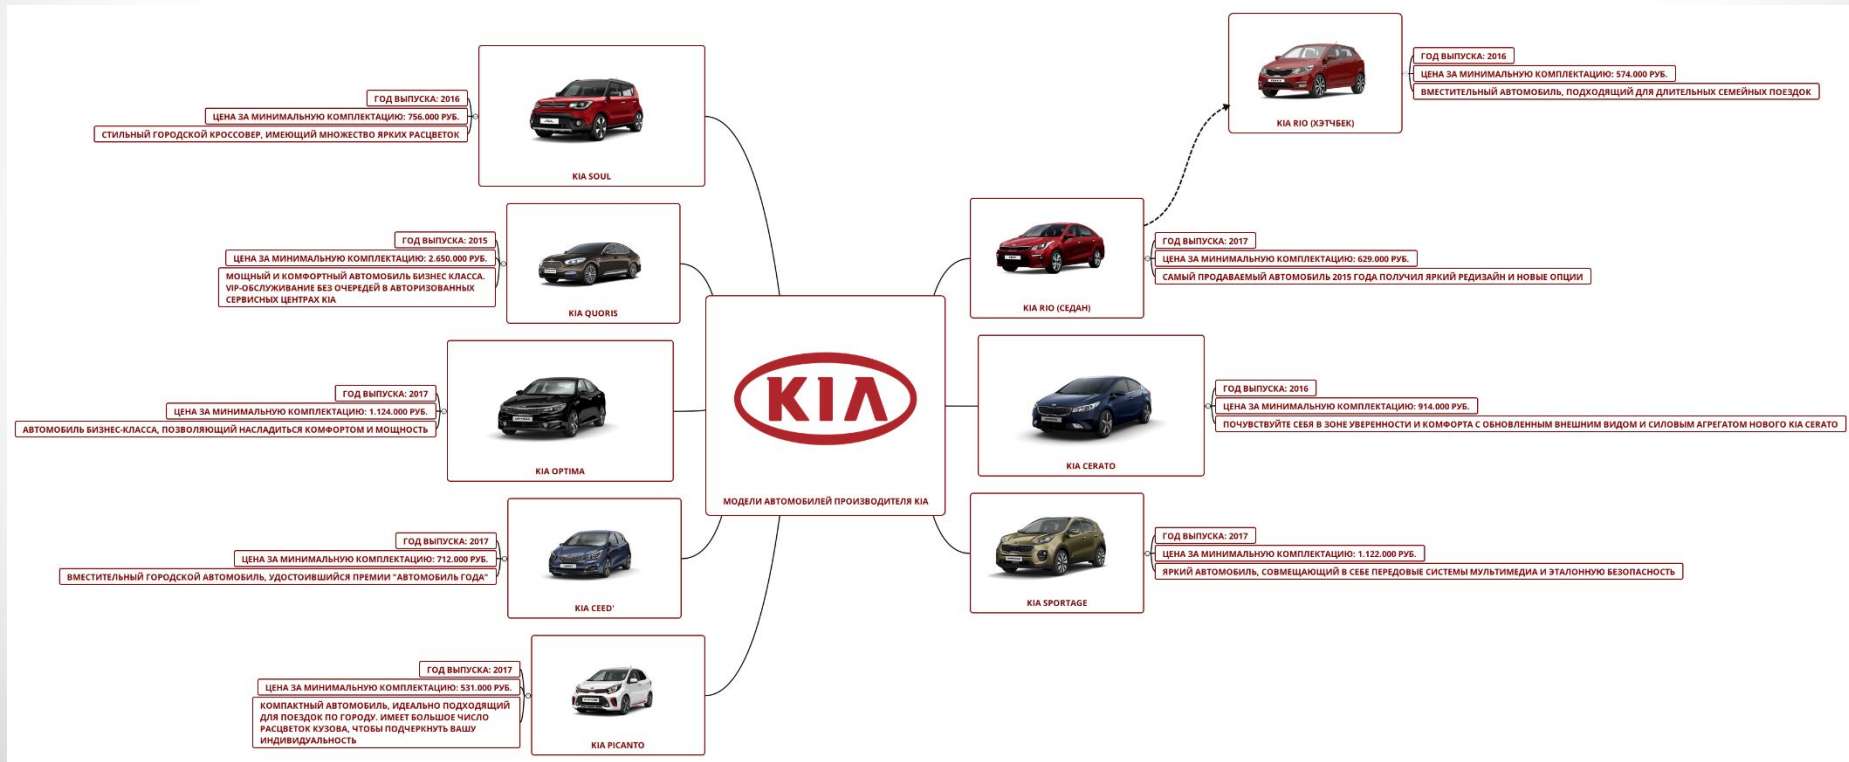 ГОД ВЫПУСКА: 2016
ЦЕНА ЗА МИНИМАЛЬНУЮ КОМПЛЕКТАЦИЮ: 756.000 РУБ.
СТИЛЬНЫЙ ГОРОДСКОЙ КРОССОВЕР, ИМЕЮЩИЙ МНОЖЕСТВО ЯРКИХ РАСЦВЕТОК
KIA SOUL
ГОД ВЫПУСКА: 2015
ЦЕНА ЗА МИНИМАЛЬНУЮ КОМПЛЕКТАЦИЮ: 2.650.000 РУБ.
МОЩНЫЙ И КОМФОРТНЫЙ АВТОМОБИЛЬ БИЗНЕС КЛАССА.
VIP-ОБСЛУЖИВАНИЕ БЕЗ ОЧЕРЕДЕЙ В АВТОРИЗОВАННЫХ
СЕРВИСНЫХ ЦЕНТРАХ KIA
KIA QUORIS
ГОД ВЫПУСКА: 2017
ЦЕНА ЗА МИНИМАЛЬНУЮ КОМПЛЕКТАЦИЮ: 1.124.000 РУБ.
АВТОМОБИЛЬ БИЗНЕС-КЛАССА, ПОЗВОЛЯЮЩИЙ НАСЛАДИТЬСЯ КОМФОРТОМ И МОЩНОСТЬ
KIA OPTIMA
ГОД ВЫПУСКА: 2017
ЦЕНА ЗА МИНИМАЛЬНУЮ КОМПЛЕКТАЦИЮ: 712.000 РУБ.
ВМЕСТИТЕЛЬНЫЙ ГОРОДСКОЙ АВТОМОБИЛЬ, УДОСТОИВШИЙСЯ ПРЕМИИ "АВТОМОБИЛЬ ГОДА"
KIA CEED'
ГОД ВЫПУСКА: 2017
ЦЕНА ЗА МИНИМАЛЬНУЮ КОМПЛЕКТАЦИЮ: 531.000 РУБ.
КОМПАКТНЫЙ АВТОМОБИЛЬ, ИДЕАЛЬНО ПОДХОДЯЩИЙ
ДЛЯ ПОЕЗДОК ПО ГОРОДУ. ИМЕЕТ БОЛЬШОЕ ЧИСЛО
РАСЦВЕТОК КУЗОВА, ЧТОБЫ ПОДЧЕРКНУТЬ ВАШУ
ИНДИВИДУАЛЬНОСТЬ
KIA PICANTO
KIA
МОДЕЛИ АВТОМОБИЛЕЙ ПРОИЗВОДИТЕЛЯ KIA
KIA RIO (ХЭТЧБЕК)
ГОД ВЫПУСКА: 2016
ЦЕНА ЗА МИНИМАЛЬНУЮ КОМПЛЕКТАЦИЮ: 574.000 РУБ.
ВМЕСТИТЕЛЬНЫЙ АВТОМОБИЛЬ, ПОДХОДЯЩИЙ ДЛЯ ДЛИТЕЛЬНЫХ СЕМЕЙНЫХ ПОЕЗДОК
KIA RIO (СЕДАН)
ГОД ВЫПУСКА: 2017
ЦЕНА ЗА МИНИМАЛЬНУЮ КОМПЛЕКТАЦИЮ: 629.000 РУБ.
САМЫЙ ПРОДАВАЕМЫЙ АВТОМОБИЛЬ 2015 ГОДА ПОЛУЧИЛ ЯРКИЙ РЕДИЗАЙН И НОВЫЕ ОПЦИИ
KIA CERATO
ГОД ВЫПУСКА: 2016
ЦЕНА ЗА МИНИМАЛЬНУЮ КОМПЛЕКТАЦИЮ: 914.000 РУБ.
ПОЧУВСТВУЙТЕ СЕБЯ В ЗОНЕ УВЕРЕННОСТИ И КОМФОРТА С ОБНОВЛЕННЫМ ВНЕШНИМ ВИДОМ И СИЛОВЫМ АГРЕГАТОМ НОВОГО KIA CERATO
KIA SPORTAGE
ГОД ВЫПУСКА: 2017
ЦЕНА ЗА МИНИМАЛЬНУЮ КОМПЛЕКТАЦИЮ: 1.122.000 РУБ.
ЯРКИЙ АВТОМОБИЛЬ, СОВМЕЩАЮЩИЙ В СЕБЕ ПЕРЕДОВЫЕ СИСТЕМЫ МУЛЬТИМЕДИА И ЭТАЛОННУЮ БЕЗОПАСНОСТЬ